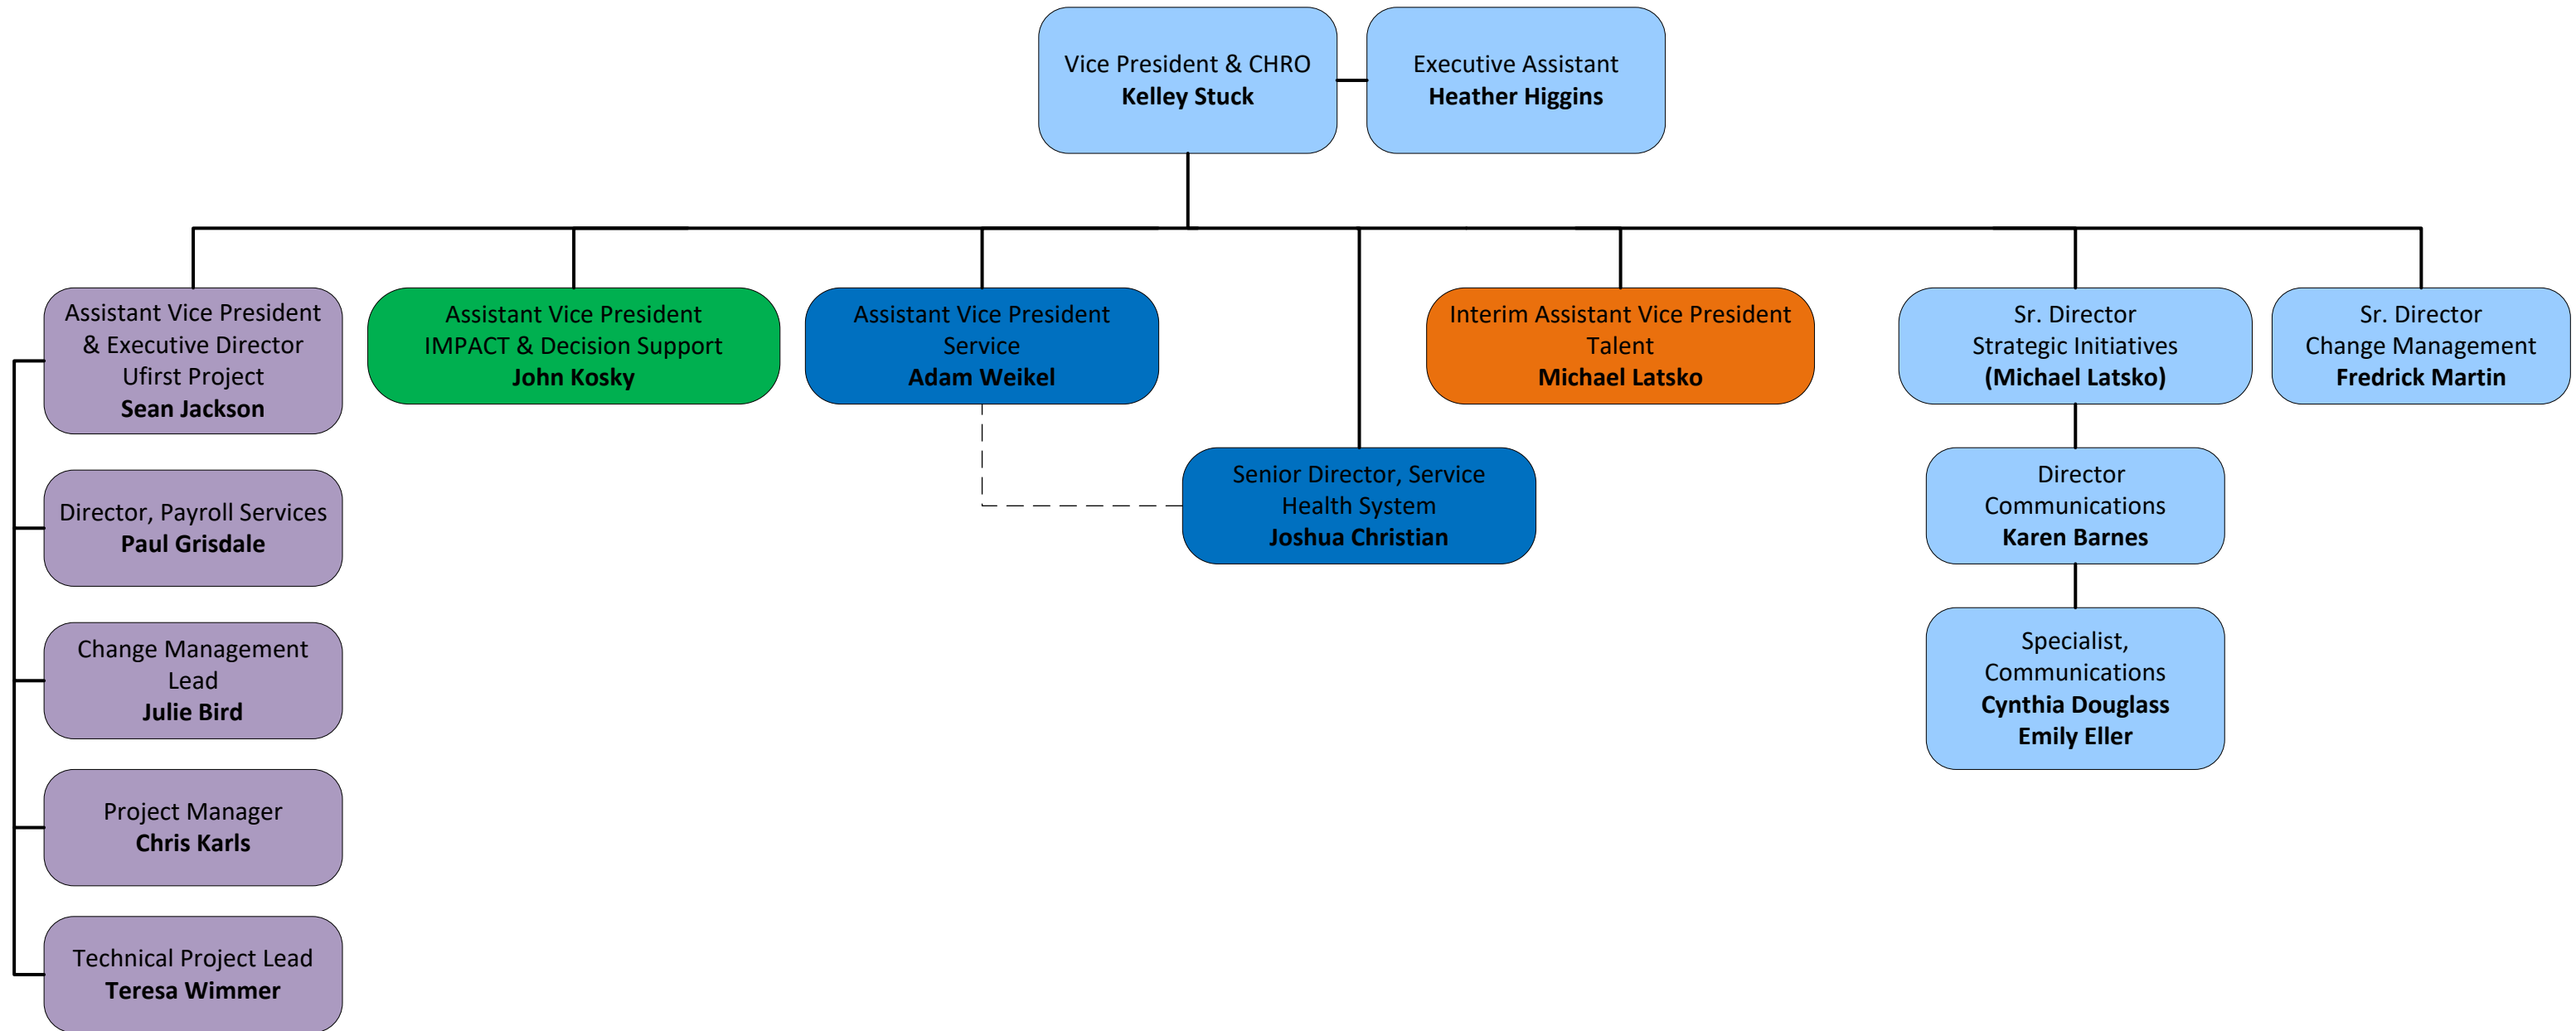 Vice President & CHRO
Kelley Stuck
Executive Assistant
Heather Higgins
Assistant Vice President
& Executive Director
Ufirst Project
Sean Jackson
Assistant Vice President
IMPACT & Decision Support
John Kosky
Assistant Vice President
Service
Adam Weikel
Interim Assistant Vice President
Talent
Michael Latsko
Sr. Director
Strategic Initiatives
(Michael Latsko)
Sr. Director
Change Management
Fredrick Martin
Senior Director, Service
Health System
Joshua Christian
Director
Communications
Karen Barnes
Specialist,
Communications
Cynthia Douglass
Emily Eller
Director, Payroll Services
Paul Grisdale
Change Management
Lead
Julie Bird
Project Manager
Chris Karls
Technical Project Lead
Teresa Wimmer